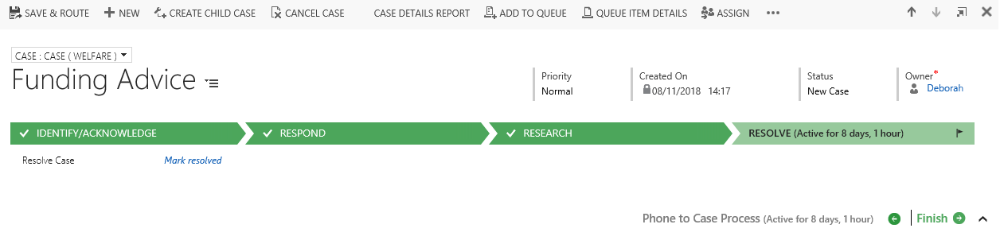 SAVE & ROUTE NEW CREATE CHILD CASE CANCEL CASE CASE DETAILS REPORT ADD TO QUEUE QUEUE ITEM DETAILS ASSIGN •••
CASE : CASE ( WELFARE )
Funding Advice
Priority Created On Status Owner*
Normal 08/11/2018 14:17 New Case Deborah
IDENTIFY/ACKNOWLEDGE RESPOND RESEARCH RESOLVE (Active for 8 days, 1 hour)
Resolve Case Mark resolved
Phone to Case Process (Active for 8 days, 1 hour) Finish